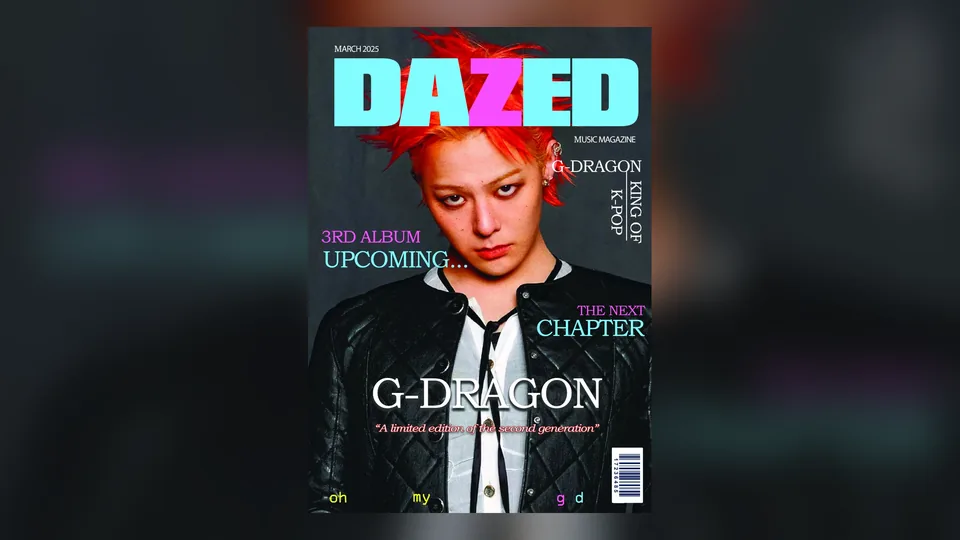 MARCH 2025
DAZED
MUSIC MAGAZINE
G-DRAGON
KING OF
K-POP
3RD ALBUM
UPCOMING...
THE NEXT
CHAPTER
G-DRAGON
“A limited edition of the second generation”
oh my g d